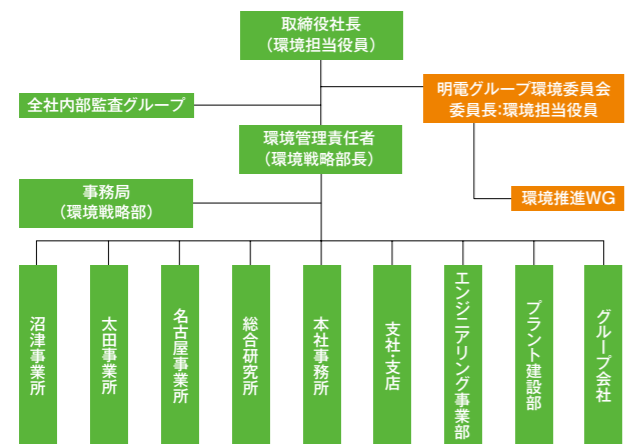 取締役社長
（環境担当役員）
全社内部監査グループ
明電グループ環境委員会
委員長:環境担当役員
環境管理責任者
（環境戦略部長）
事務局
（環境戦略部）
環境推進WG
沼津事業所
太田事業所
名古屋事業所
総合研究所
本社事務所
支社・支店
エンジニアリング事業部
プラント建設部
グループ会社